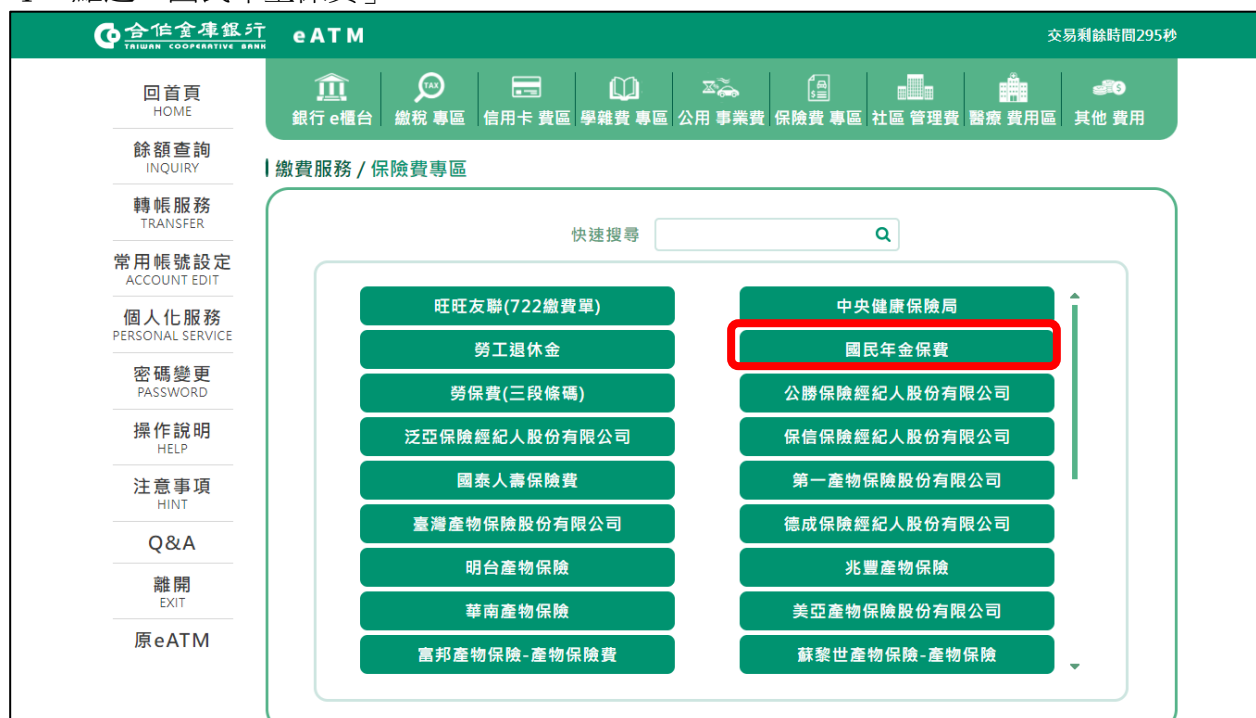 合作金庫銀行
TAIWAN COOPERATIVE BANK
eATM
交易剩餘時間295秒
回首頁
HOME
餘額查詢
INQUIRY
轉帳服務
TRANSFER
常用帳號設定
ACCOUNT EDIT
個人化服務
PERSONAL SERVICE
密碼變更
PASSWORD
操作說明
HELP
注意事項
HINT
Q&A
離開
EXIT
原eATM
TAX
銀行 e櫃台 繳稅 專區 信用卡 費區 學雜費 專區 公用 事業費 保險費 專區 社區 管理費 醫療 費用區 其他 費用
繳費服務 / 保險費專區
快速搜尋
旺旺友聯(722繳費單) 中央健康保險局
勞工退休金 國民年金保費
勞保費(三段條碼) 公勝保險經紀人股份有限公司
泛亞保險經紀人股份有限公司 保信保險經紀人股份有限公司
國泰人壽保險費 第一產物保險股份有限公司
臺灣產物保險股份有限公司 德成保險經紀人股份有限公司
明台產物保險 兆豐產物保險
華南產物保險 美亞產物保險股份有限公司
富邦產物保險-產物保險費 蘇黎世產物保險-產物保險